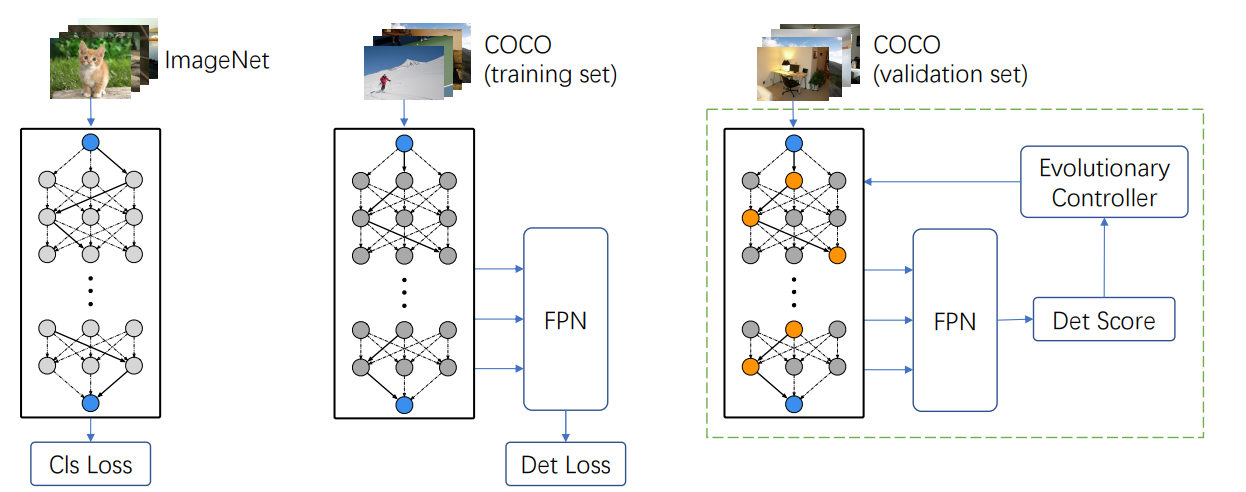 ImageNet
COCO
(training set)
COCO
(validation set)
Evolutionary
Controller
FPN
FPN
Det Score
Cls Loss
Det Loss